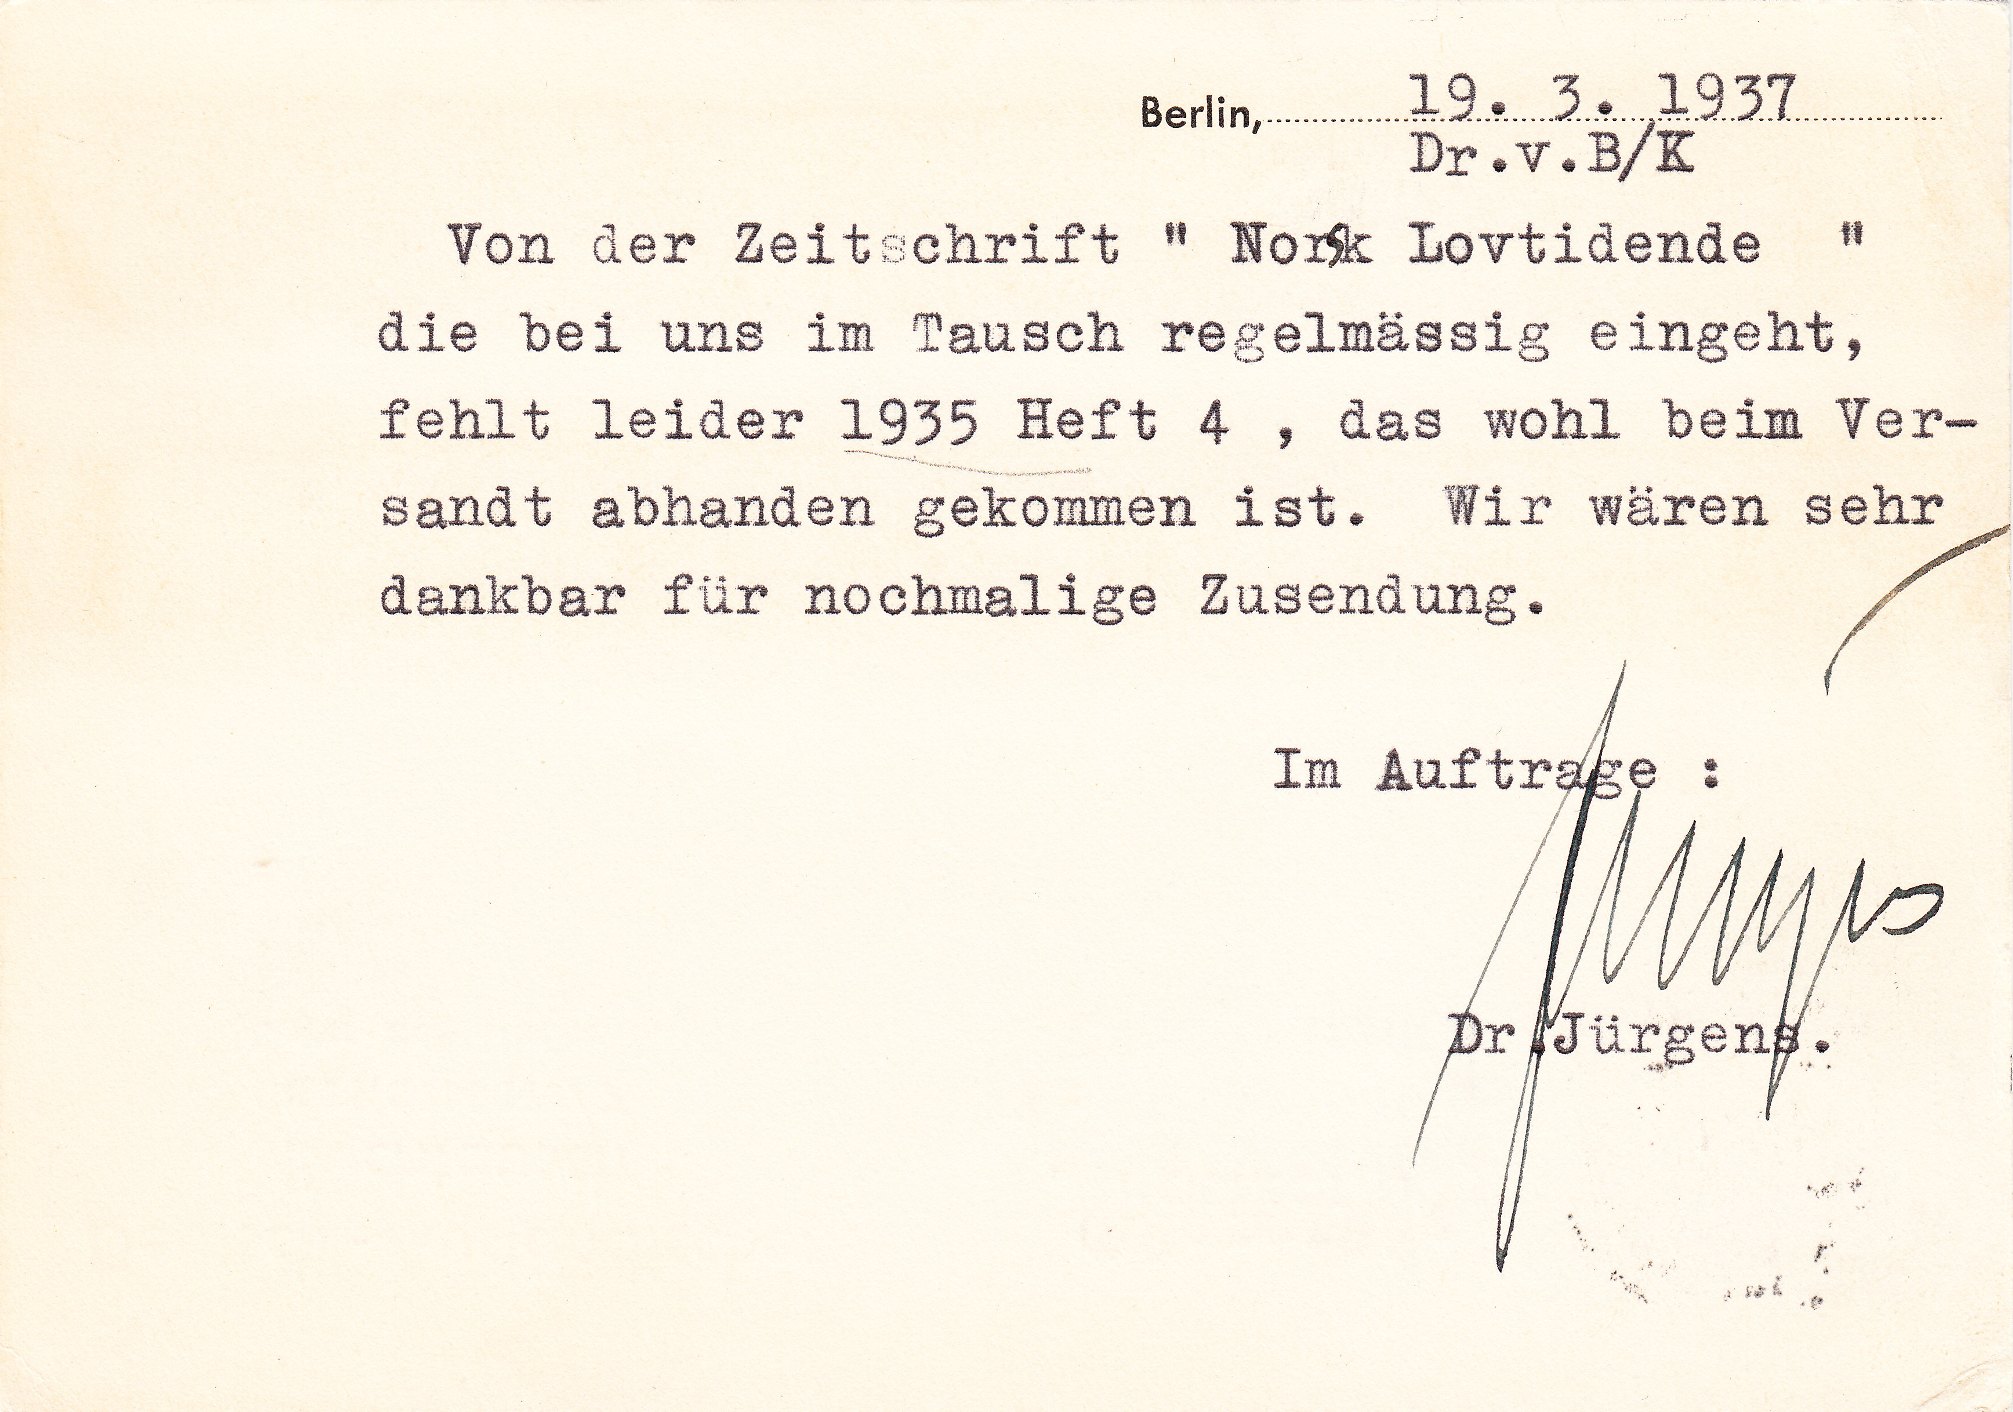 Berlin, 19. 3. 1937
Dr.v.B/K
Von der Zeitschrift " Norsk Lovtidende "
die bei uns im Tausch regelmässig eingeht,
fehlt leider 1935 Heft 4 , das wohl beim Ver-
sandt abhanden gekommen ist. Wir wären sehr
dankbar für nochmalige Zusendung.
Im Auftrage :
Jürgens
Dr.Jürgens.